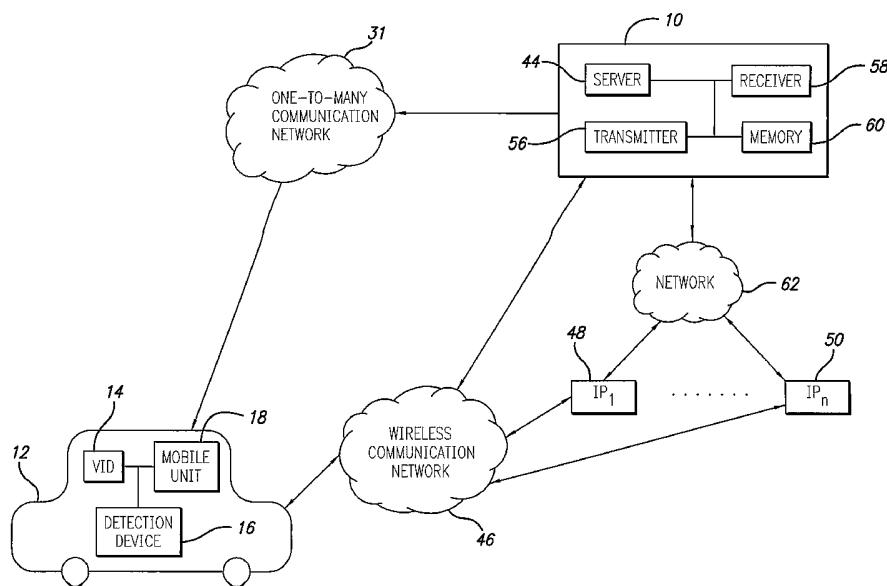 31
10
44
SERVER
RECEIVER
58
ONE-TO-MANY
COMMUNICATION
NETWORK
56
TRANSMITTER
MEMORY
60
NETWORK
62
48
50
IP1
. . . . . . . .
IPn
14
18
12
VID
MOBILE
UNIT
WIRELESS
COMMUNICATION
NETWORK
DETECTION
DEVICE
16
46